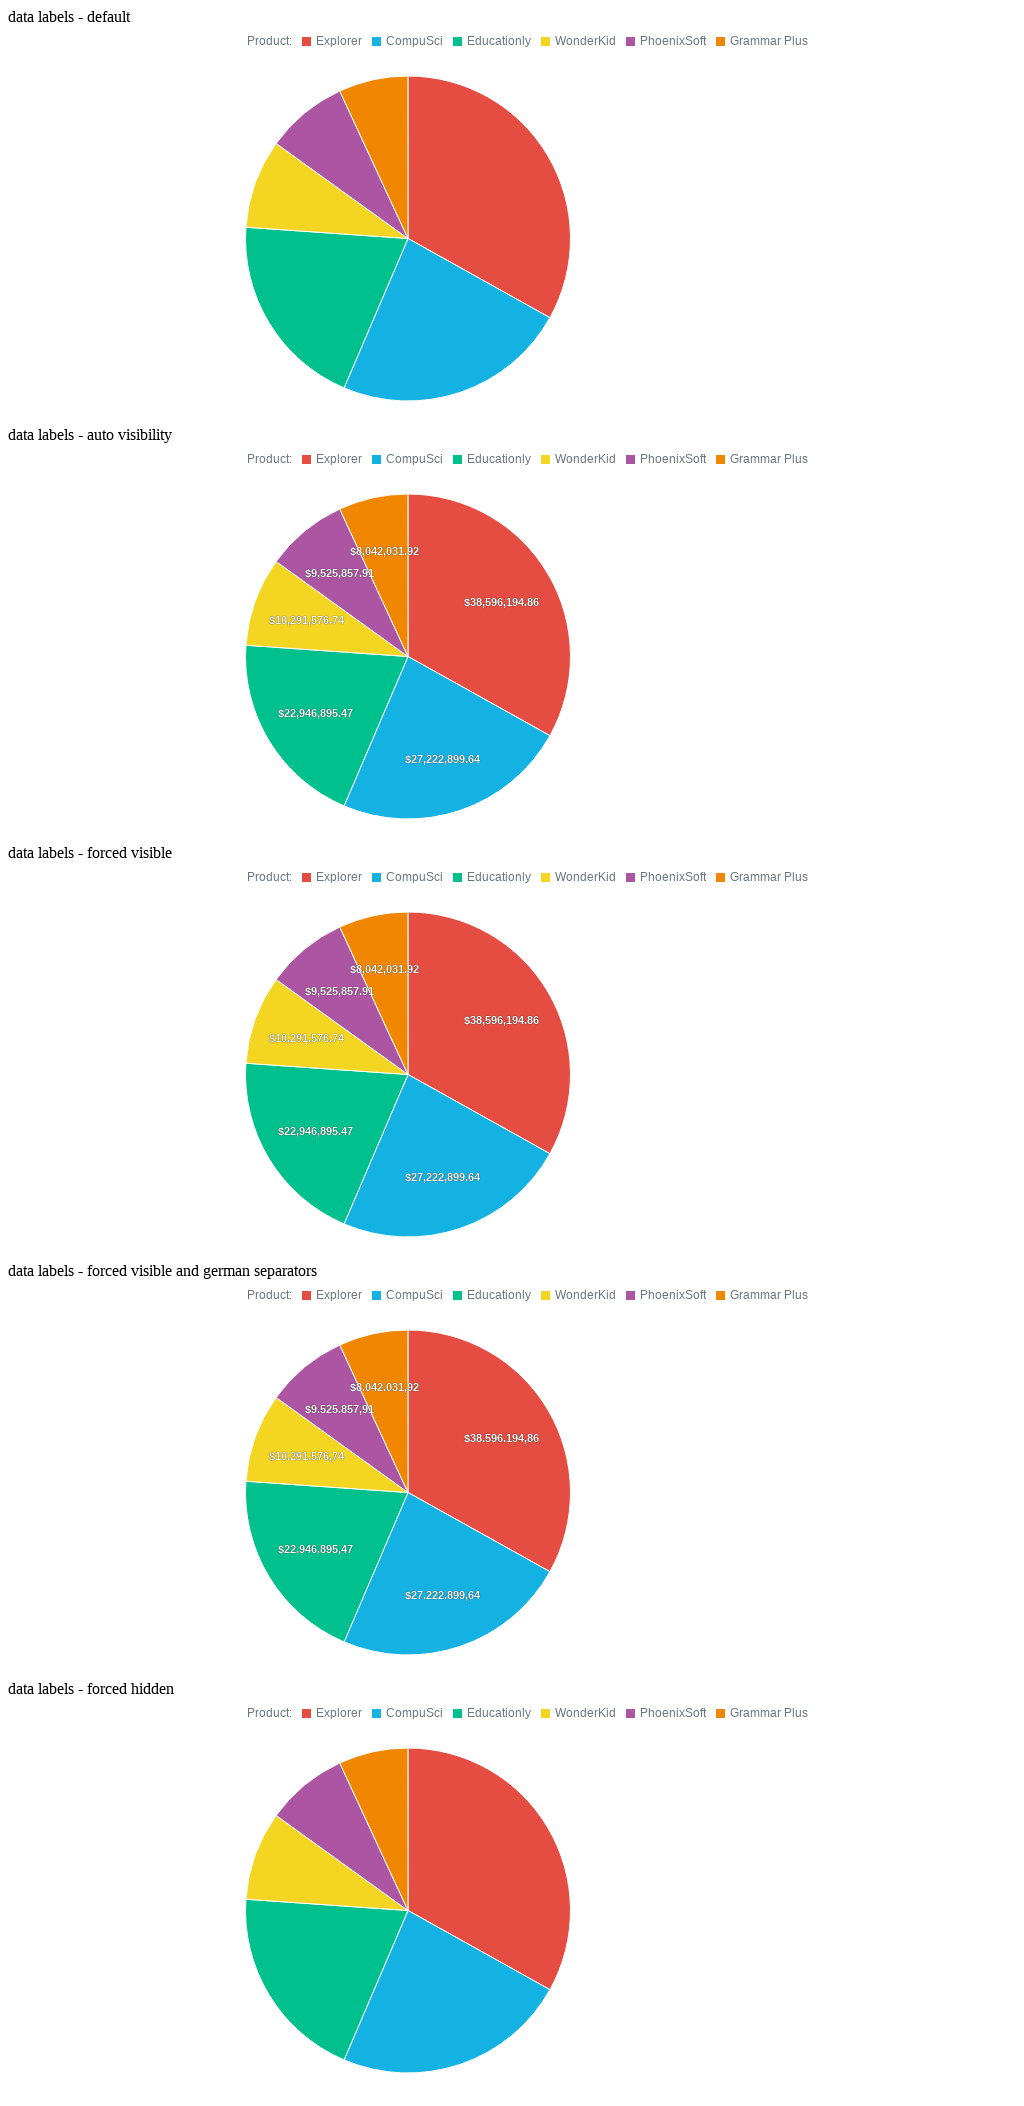 data labels - default
Product: Explorer CompuSci Educationly WonderKid PhoenixSoft Grammar Plus
data labels - auto visibility
Product: Explorer CompuSci Educationly WonderKid PhoenixSoft Grammar Plus
$8,042,031.92
$9,525,857.91
$38,596,194.86
$10,291,576.74
$22,946,895.47
$27,222,899.64
data labels - forced visible
Product: Explorer CompuSci Educationly WonderKid PhoenixSoft Grammar Plus
$8,042,031.92
$9,525,857.91
$38,596,194.86
$10,291,576.74
$22,946,895.47
$27,222,899.64
data labels - forced visible and german separators
Product: Explorer CompuSci Educationly WonderKid PhoenixSoft Grammar Plus
$8.042.031,92
$9.525.857,91
$38.596.194,86
$10.291.576,74
$22.946.895,47
$27.222.899,64
data labels - forced hidden
Product: Explorer CompuSci Educationly WonderKid PhoenixSoft Grammar Plus